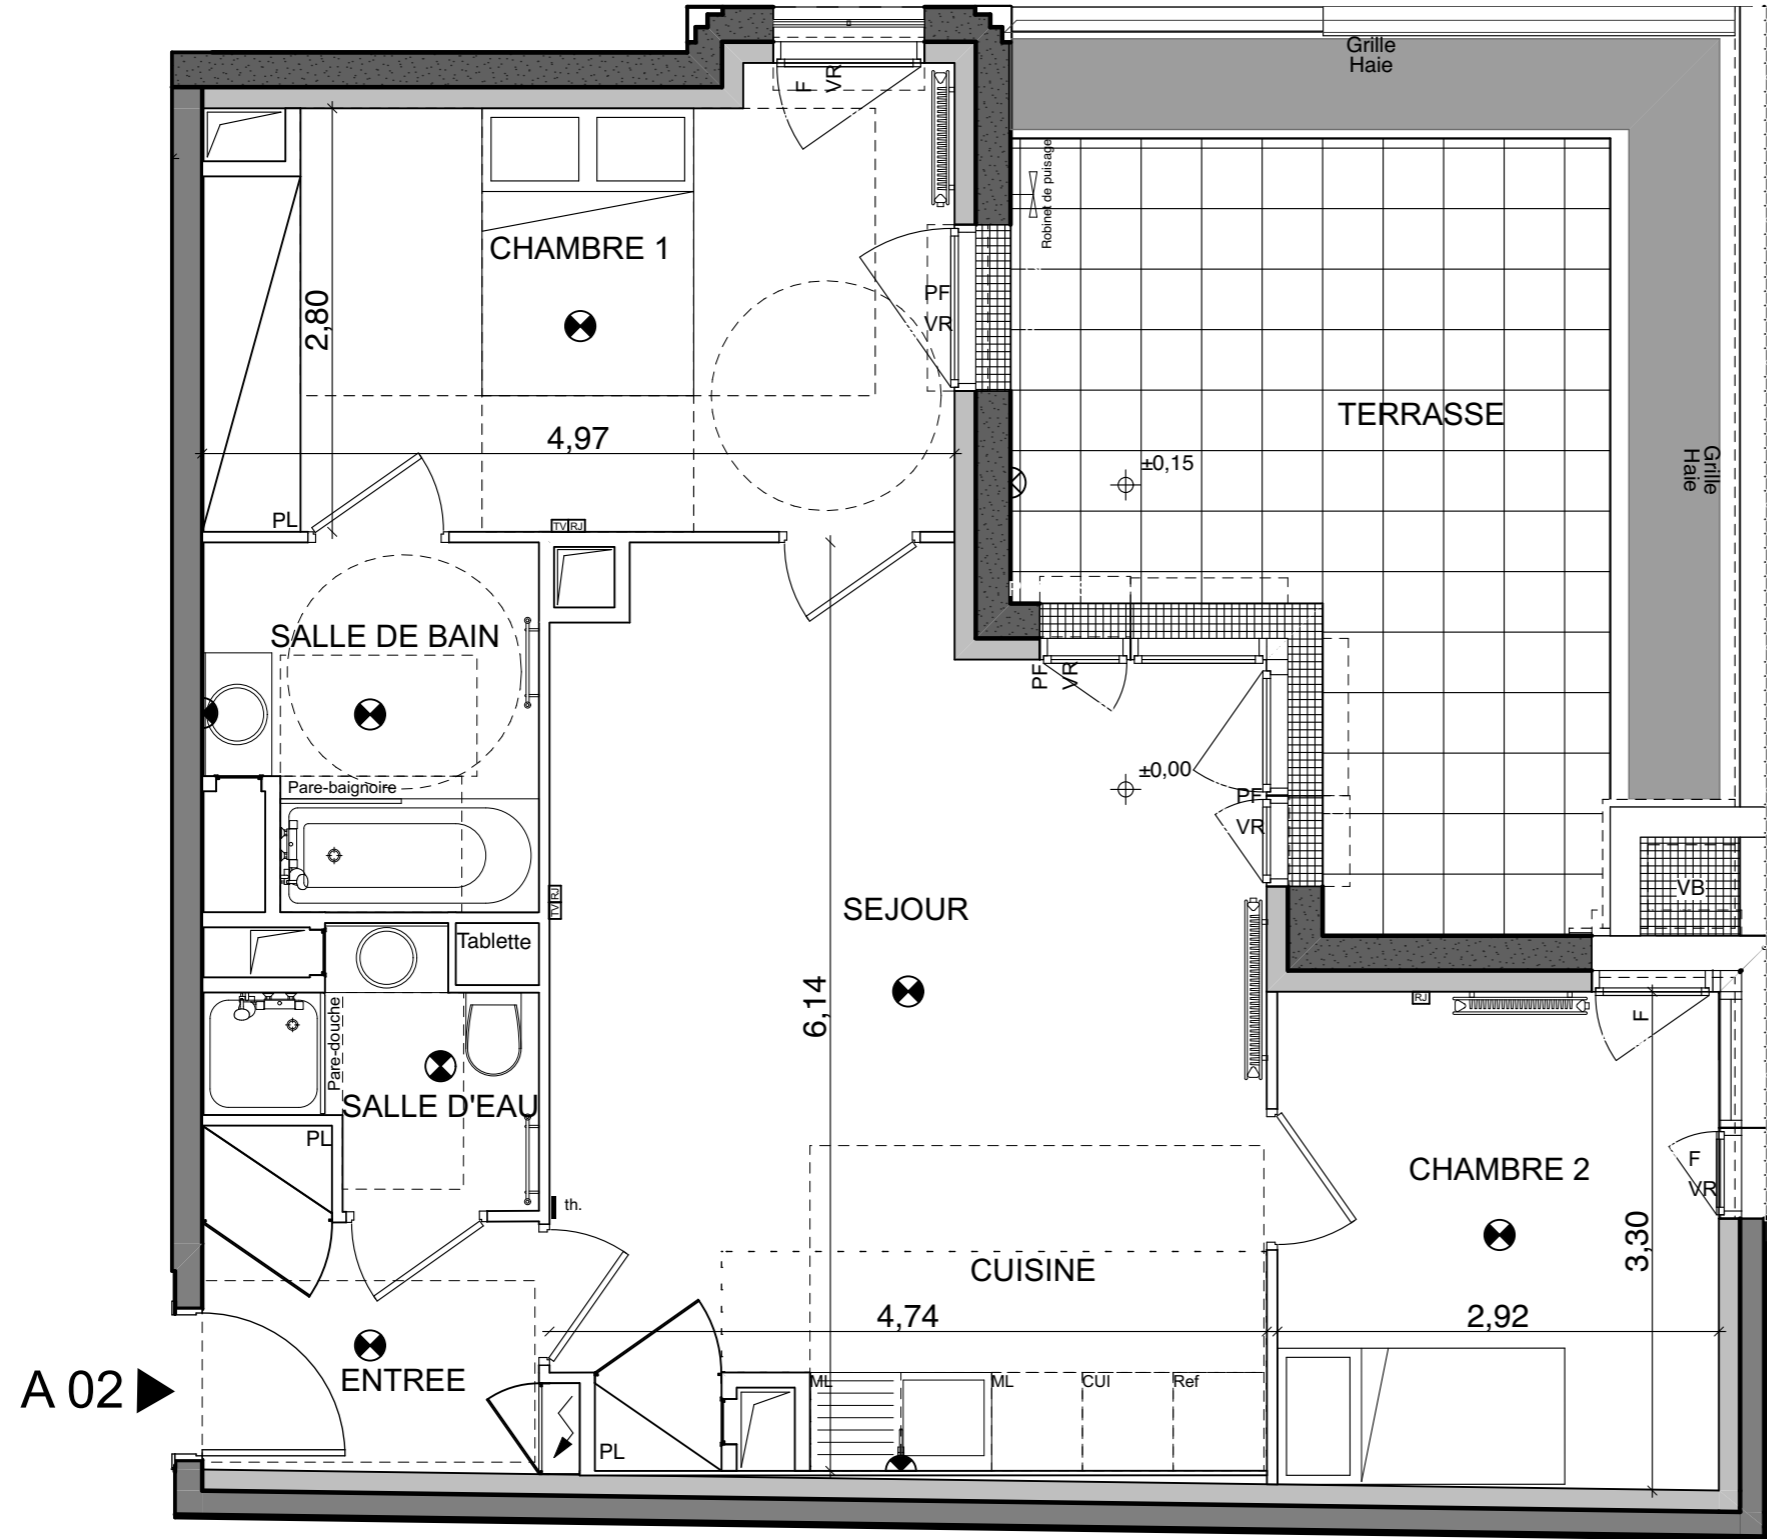 Grille
Haie
F
VR
Robinet de puisage
CHAMBRE 1
2,80
PF
VR
TERRASSE
4,97
±0,15
Grille
Haie
PL
TV RJ
SALLE DE BAIN
PF
VR
±0,00
Pare-baignoire
PF
VR
VB
TV RJ
SEJOUR
Tablette
6,14
RJ
F
Pare-douche
SALLE D'EAU
PL
F
VR
CHAMBRE 2
th.
3,30
CUISINE
4,74
2,92
ENTREE
A 02
ML
ML
CUI
Ref
PL